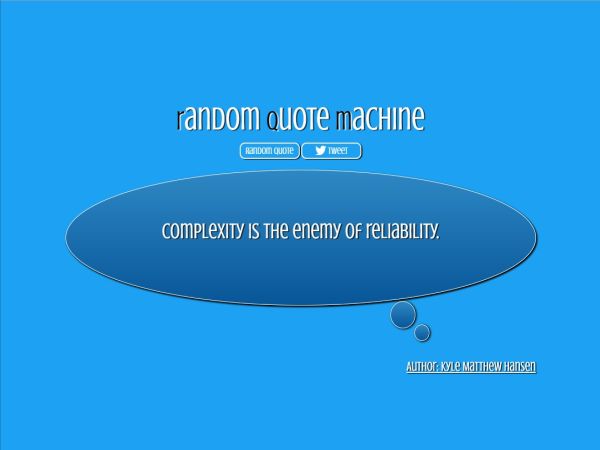 Random Quote Machine
Random Quote Tweet
Complexity is the enemy of reliability.
Author: Kyle Matthew Hansen